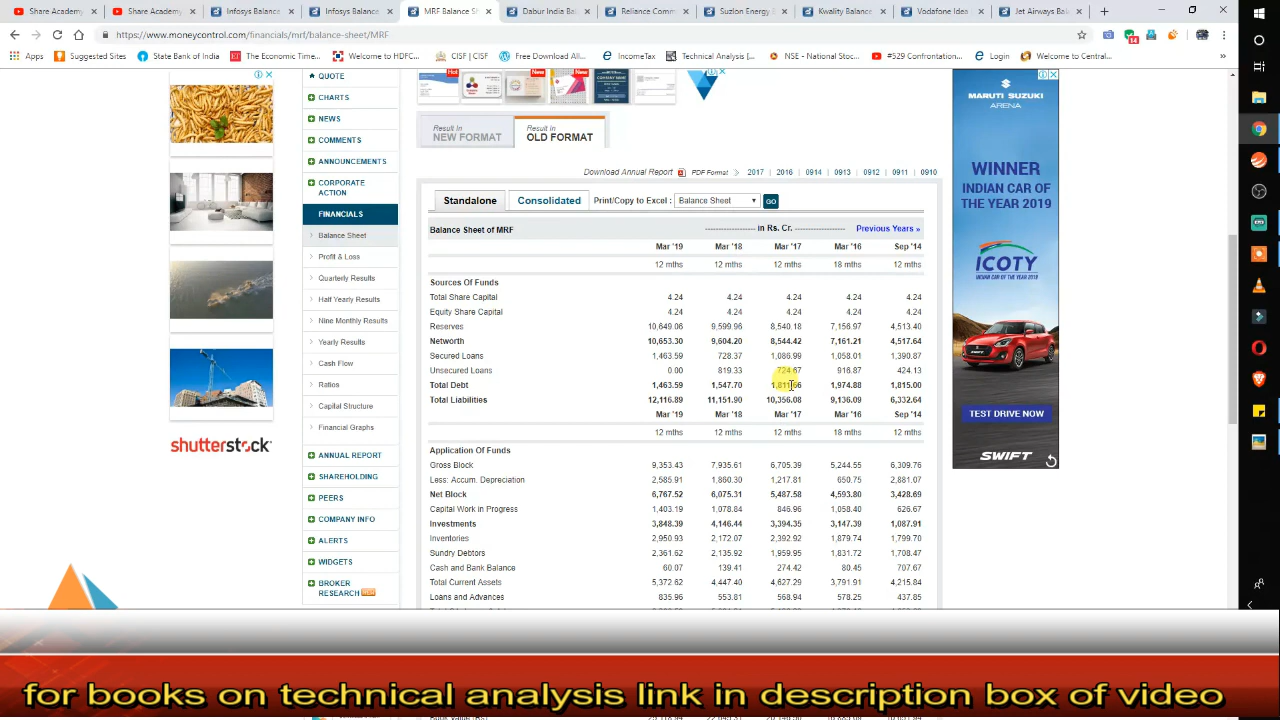 Share Academy
Share Academy
Infosys Balance
Infosys Balance
MRF Balance Sh
Dabur India Bala
Reliance Comm
Suzlon Energy
Kwality Balance
Vodafone Idea
Jet Airways Bala
https://www.moneycontrol.com/financials/mrf/balance-sheet/MRF
Apps
Suggested Sites
State Bank of India
The Economic Time...
Welcome to HDFC...
CISF | CISF
Free Download All...
IncomeTax
Technical Analysis [...
NSE - National Stoc...
#529 Confrontation...
Login
Welcome to Central...
QUOTE
CHARTS
NEWS
COMMENTS
ANNOUNCEMENTS
CORPORATE
ACTION
FINANCIALS
Balance Sheet
Profit & Loss
Quarterly Results
Half Yearly Results
Nine Monthly Results
Yearly Results
Cash Flow
Ratios
Capital Structure
Financial Graphs
ANNUAL REPORT
SHAREHOLDING
PEERS
COMPANY INFO
ALERTS
WIDGETS
BROKER
RESEARCH
shutterstock
Hot
New
New
Result In
NEW FORMAT
Result in
OLD FORMAT
Download Annual Report PDF Format 2017 | 2016 | 0914 | 0913 | 0912 | 0911 | 0910
Standalone Consolidated Print/Copy to Excel : Balance Sheet GO
Balance Sheet of MRF ------------------- in Rs. Cr. ------------------- Previous Years »
Mar '19 Mar '18 Mar '17 Mar '16 Sep '14
12 mths 12 mths 12 mths 18 mths 12 mths
Sources Of Funds
Total Share Capital 4.24 4.24 4.24 4.24 4.24
Equity Share Capital 4.24 4.24 4.24 4.24 4.24
Reserves 10,649.06 9,599.96 8,540.18 7,156.97 4,513.40
Networth 10,653.30 9,604.20 8,544.42 7,161.21 4,517.64
Secured Loans 1,463.59 728.37 1,086.99 1,058.01 1,390.87
Unsecured Loans 0.00 819.33 724.67 916.87 424.13
Total Debt 1,463.59 1,547.70 1,811.66 1,974.88 1,815.00
Total Liabilities 12,116.89 11,151.90 10,356.08 9,136.09 6,332.64
Mar '19 Mar '18 Mar '17 Mar '16 Sep '14
12 mths 12 mths 12 mths 18 mths 12 mths
Application Of Funds
Gross Block 9,353.43 7,935.61 6,705.39 5,244.55 6,309.76
Less: Accum. Depreciation 2,585.91 1,860.30 1,217.81 650.75 2,881.07
Net Block 6,767.52 6,075.31 5,487.58 4,593.80 3,428.69
Capital Work in Progress 1,403.19 1,078.84 846.96 1,058.40 626.67
Investments 3,848.39 4,146.44 3,394.35 3,147.39 1,087.91
Inventories 2,950.93 2,172.07 2,392.92 1,879.74 1,799.70
Sundry Debtors 2,361.62 2,135.92 1,959.95 1,831.72 1,708.47
Cash and Bank Balance 60.07 139.41 274.42 80.45 707.67
Total Current Assets 5,372.62 4,447.40 4,627.29 3,791.91 4,215.84
Loans and Advances 835.96 553.81 568.94 578.25 437.85
MARUTI SUZUKI
ARENA
WINNER
INDIAN CAR OF
THE YEAR 2019
ICOTY
INDIAN CAR OF THE YEAR 2019
TEST DRIVE NOW
SWIFT
for books on technical analysis link in description box of video